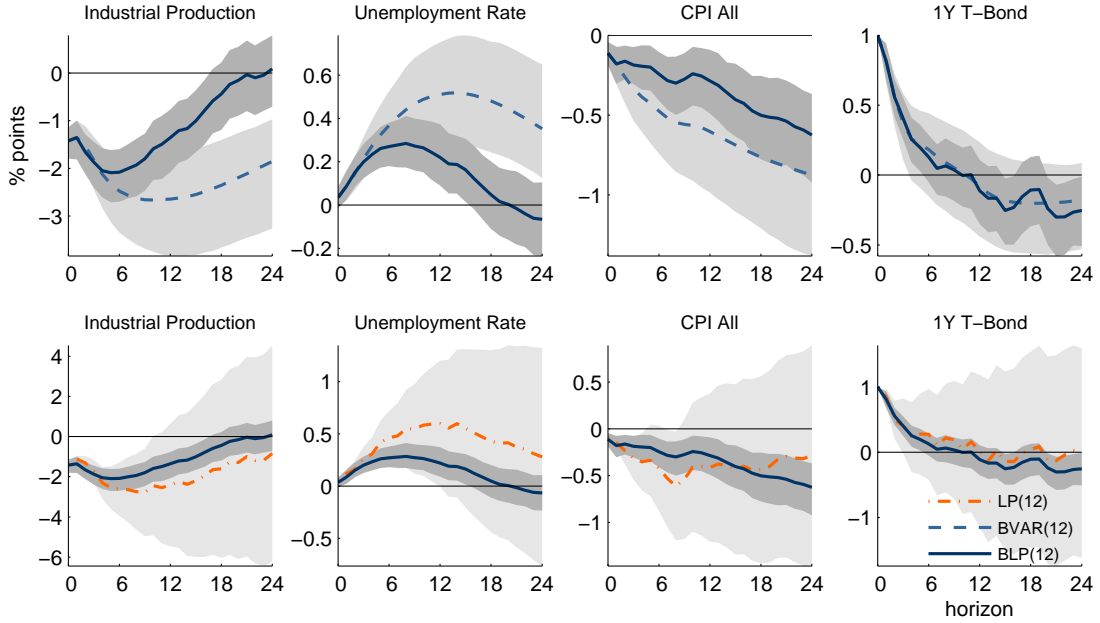 Industrial Production
Unemployment Rate
CPI All
1Y T−Bond
% points
0
−1
−2
−3
0 6 12 18 24
0.6
0.4
0.2
0
−0.2
0 6 12 18 24
0
−0.5
−1
0 6 12 18 24
1
0.5
0
−0.5
0 6 12 18 24
Industrial Production
Unemployment Rate
CPI All
1Y T−Bond
4
2
0
−2
−4
−6
0 6 12 18 24
1
0.5
0
−0.5
0 6 12 18 24
0.5
0
−0.5
−1
0 6 12 18 24
1
0
−1
LP(12)
BVAR(12)
BLP(12)
0 6 12 18 24
horizon